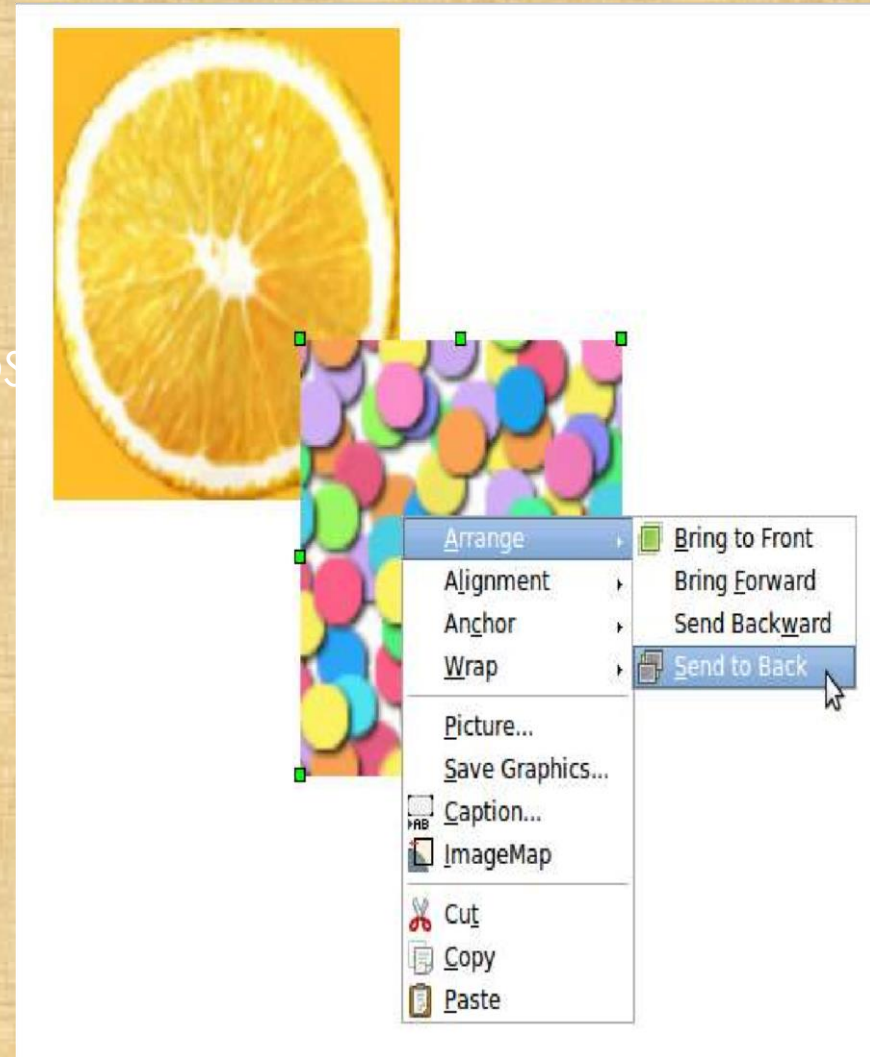 Arrange
Alignment
Anchor
Wrap
Picture...
Save Graphics...
Caption...
ImageMap
Cut
Copy
Paste
Bring to Front
Bring Forward
Send Backward
Send to Back